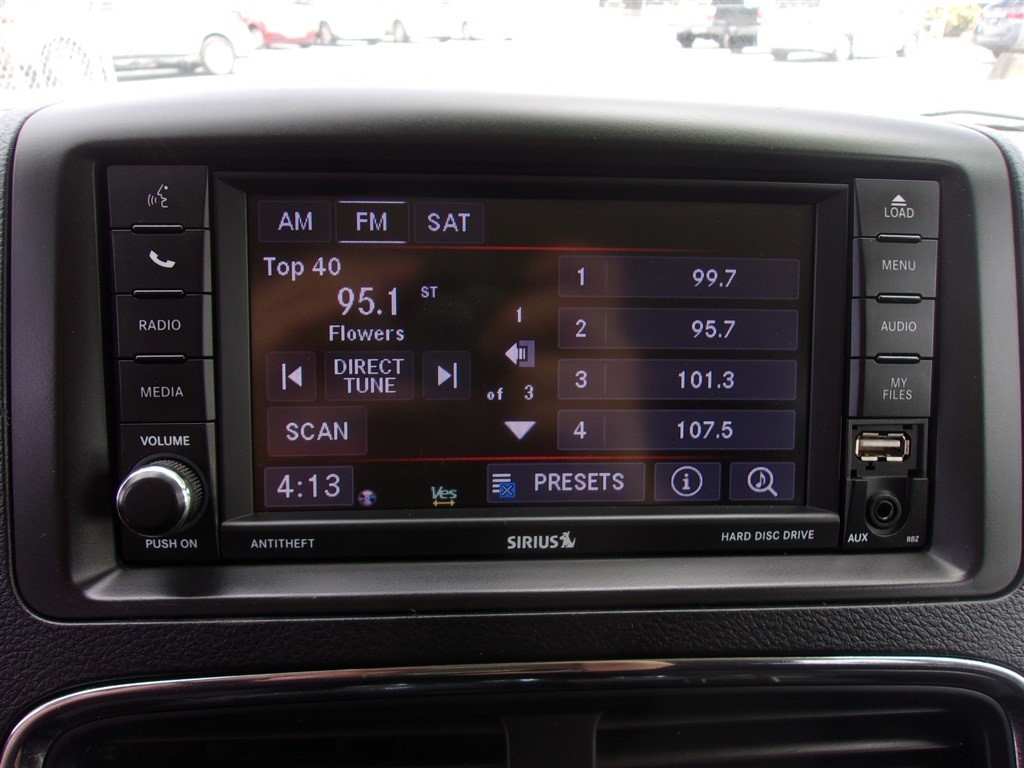 LOAD
AM FM SAT
Top 40
95.1 ST
Flowers
DIRECT
TUNE
SCAN
4:13
1
of 3
1 99.7
2 95.7
3 101.3
4 107.5
Ves
PRESETS
RADIO
MEDIA
VOLUME
PUSH ON
MENU
AUDIO
MY
FILES
AUX
RBZ
ANTITHEFT
SIRIUS
HARD DISC DRIVE